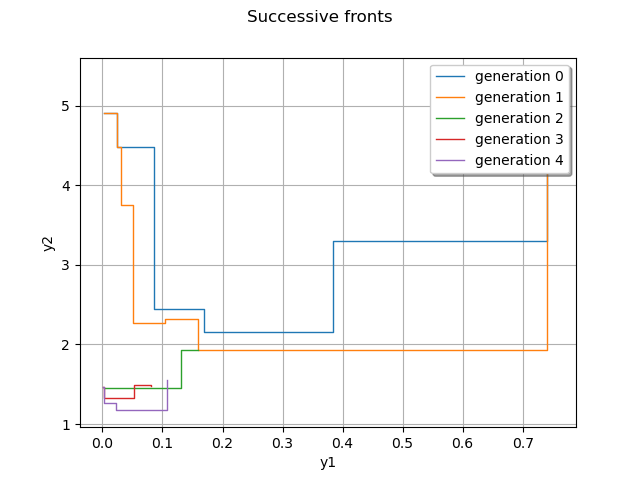 Successive fronts
generation 0
generation 1
generation 2
generation 3
generation 4
y2
5
4
3
2
1
0.0 0.1 0.2 0.3 0.4 0.5 0.6 0.7
y1